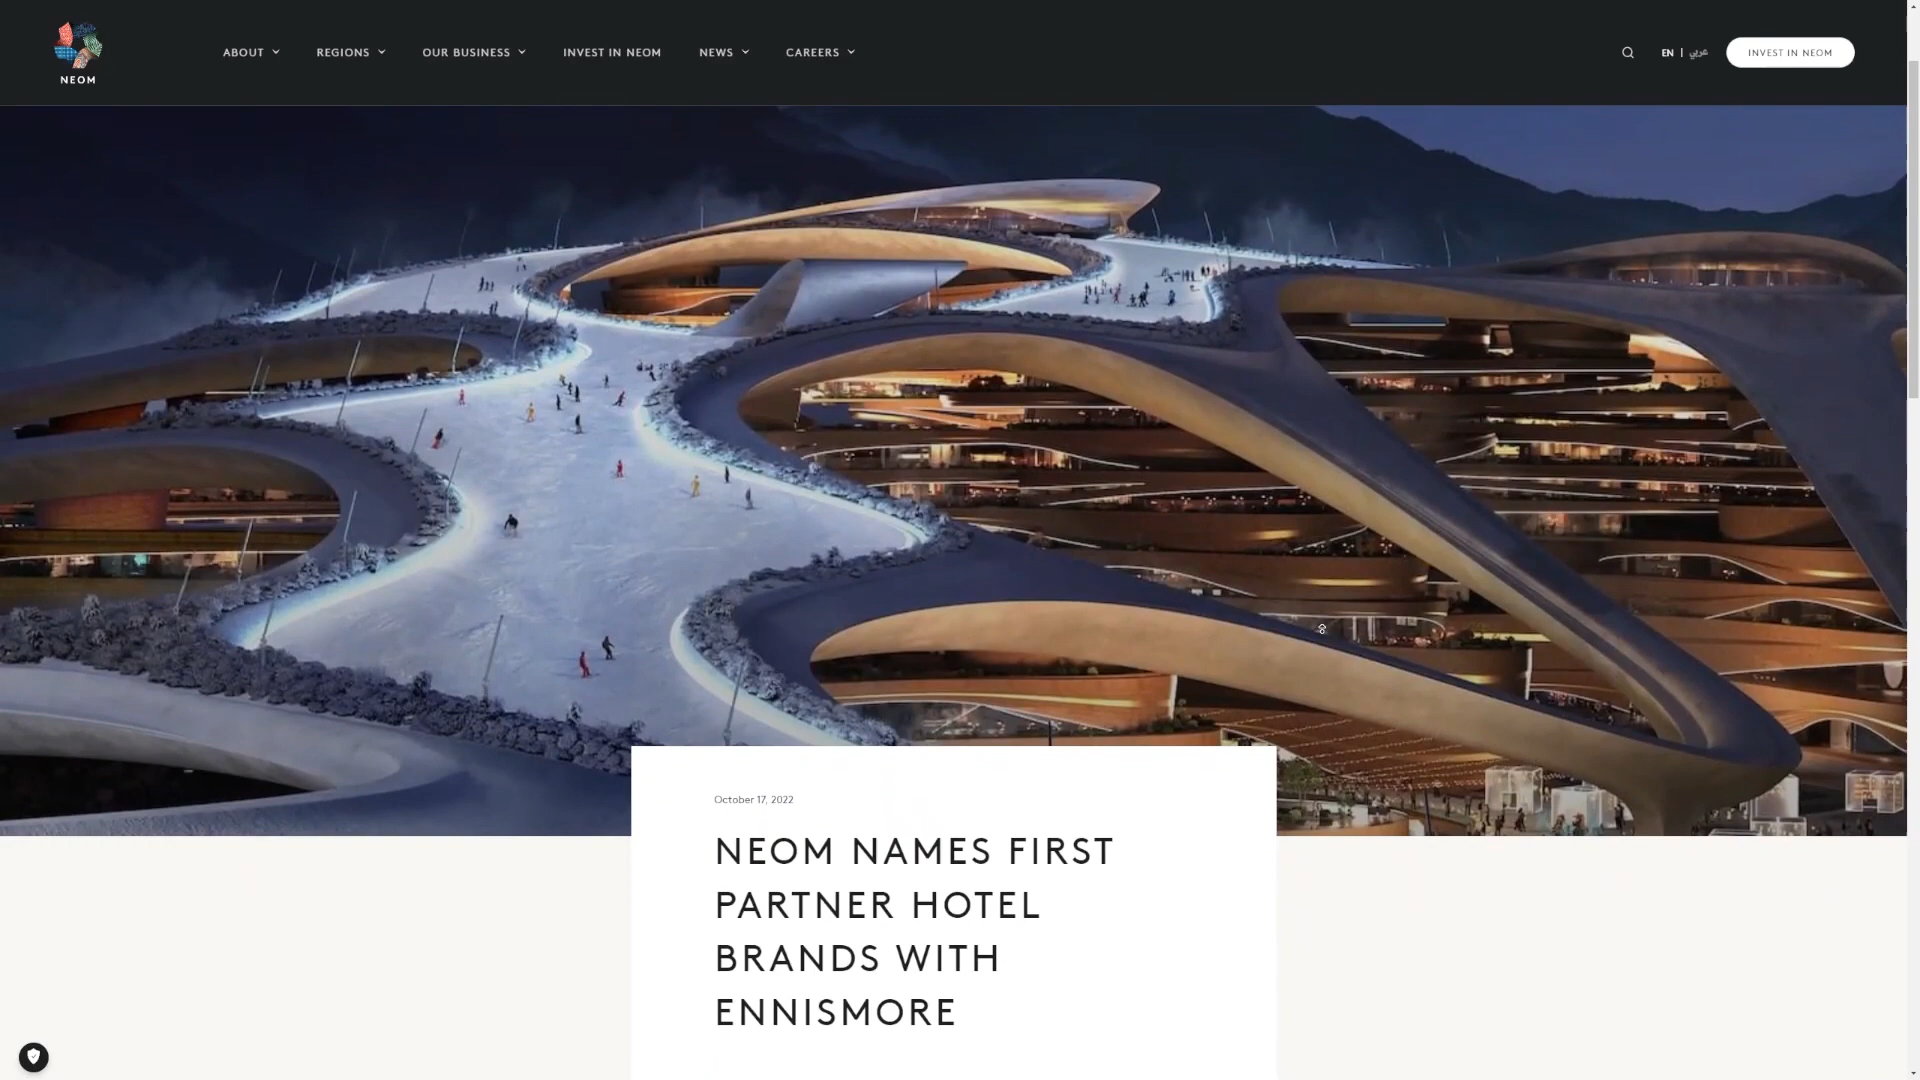 NEOM
ABOUT
REGIONS
OUR BUSINESS
INVEST IN NEOM
NEWS
CAREERS
EN | عربي
INVEST IN NEOM
October 17, 2022
NEOM NAMES FIRST
PARTNER HOTEL
BRANDS WITH
ENNISMORE